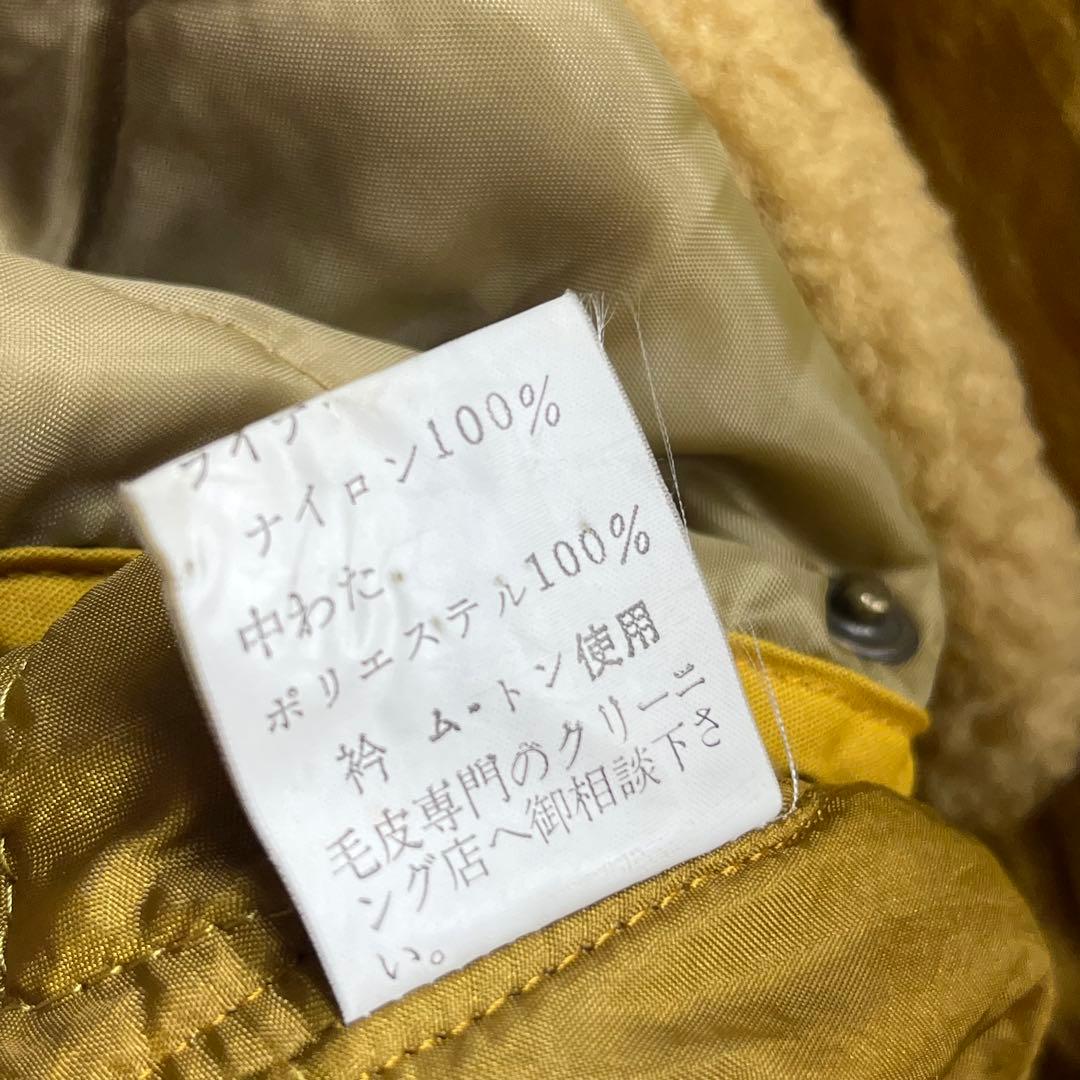 ナイロン100%
中わた
ポリエステル100%
衿 ムートン使用
毛皮専門のクリーニ
ング店へ御相談下さ
い。